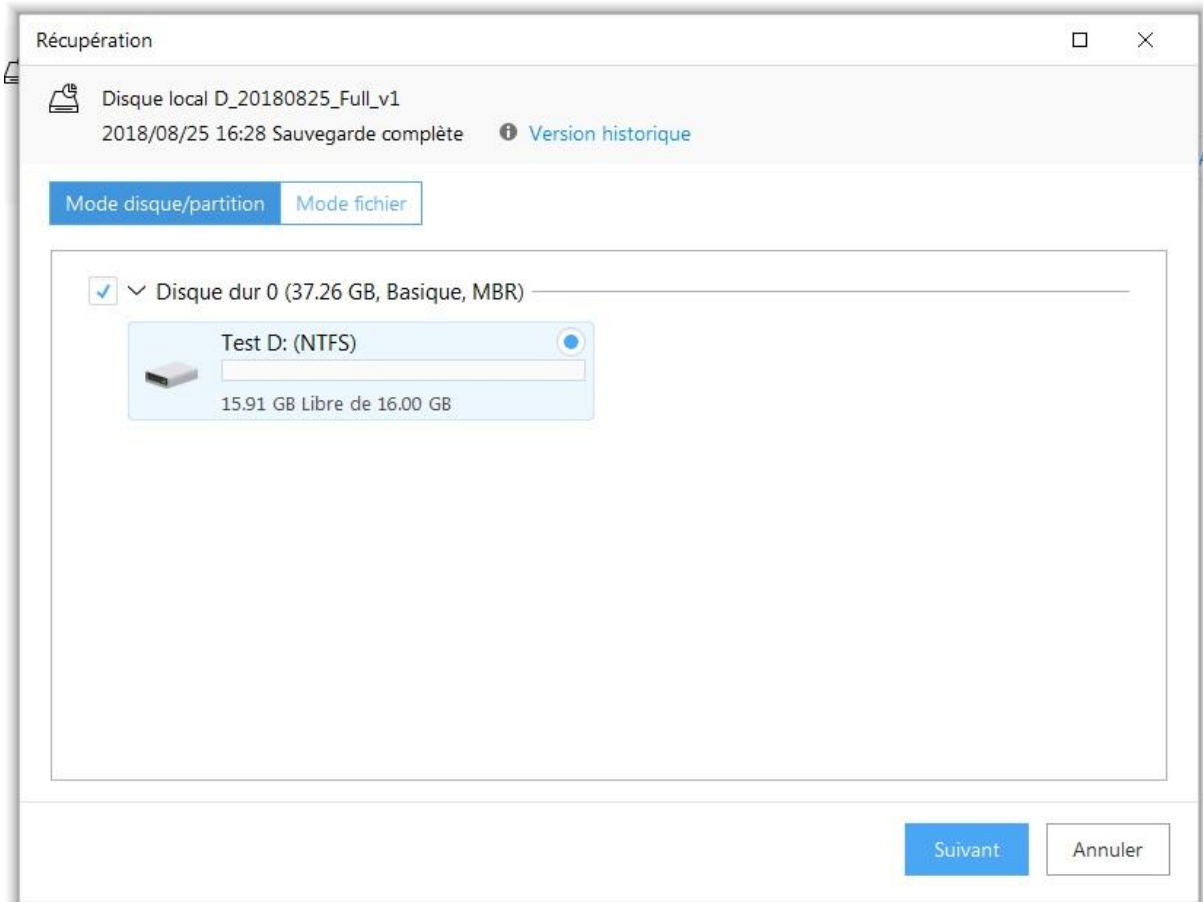 Récupération
Disque local D_20180825_Full_v1
2018/08/25 16:28 Sauvegarde complète Version historique
Mode disque/partition Mode fichier
Disque dur 0 (37.26 GB, Basique, MBR)
Test D: (NTFS)
15.91 GB Libre de 16.00 GB
Suivant Annuler